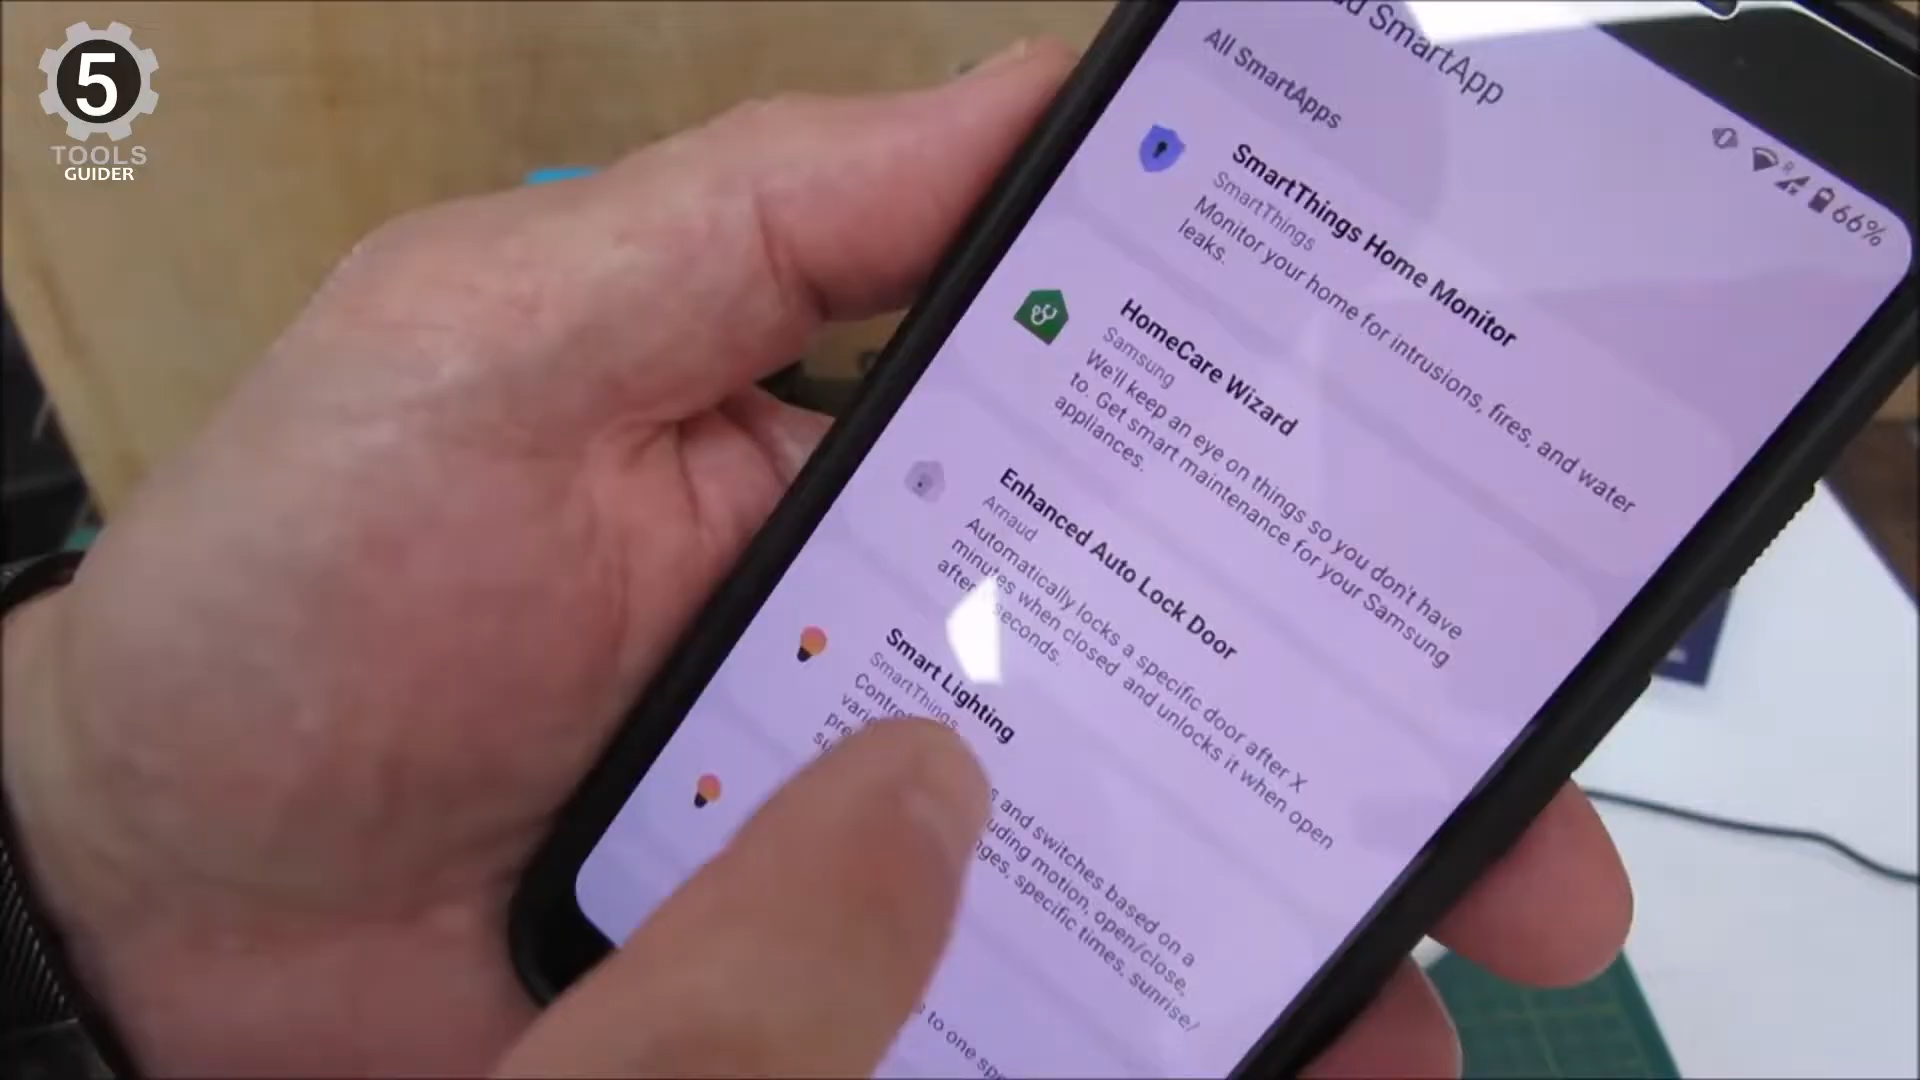 5
TOOLS
GUIDER
SmartApp
66%
All SmartApps
SmartThings Home Monitor
SmartThings
Monitor your home for intrusions, fires, and water
leaks.
HomeCare Wizard
Samsung
We'll keep an eye on things so you don't have
to. Get smart maintenance for your Samsung
appliances.
Enhanced Auto Lock Door
Arnaud
Automatically locks a specific door after X
minutes when closed and unlocks it when open
after seconds.
Smart Lighting
SmartThings
and switches based on a
motion, open/close,
specific times, sunrise/
to one